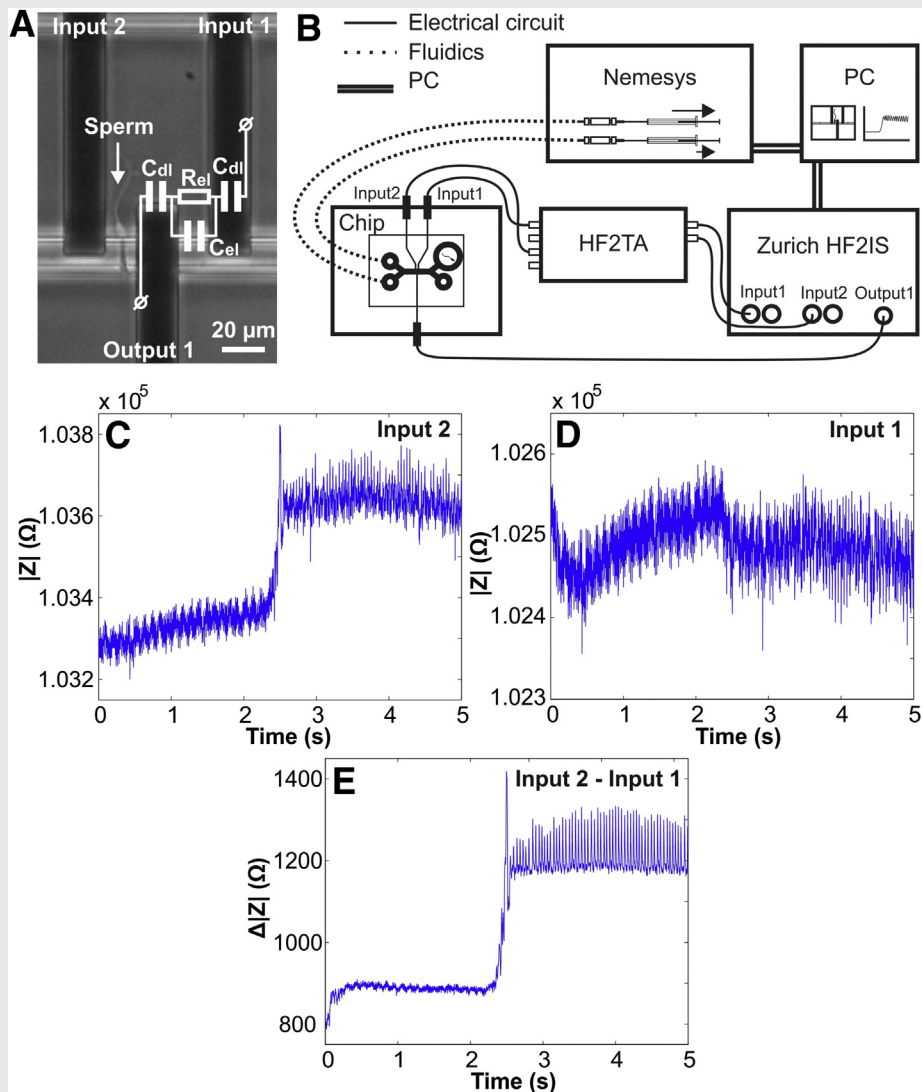 A
Input 2
Input 1
Sperm
Cdl
Rel
Cdl
Cel
20 μm
Output 1
B
Electrical circuit
Fluidics
PC
Nemesys
PC
Input2
Input1
Chip
HF2TA
Zurich HF2IS
Input1
Input2
Output1
x 10⁵
C
Input 2
1.038
1.036
1.034
1.032
|Z| (Ω)
0 1 2 3 4 5
Time (s)
x 10⁵
D
Input 1
1.026
1.025
1.024
1.023
|Z| (Ω)
0 1 2 3 4 5
Time (s)
E
Input 2 - Input 1
1400
1200
1000
800
Δ|Z| (Ω)
0 1 2 3 4 5
Time (s)